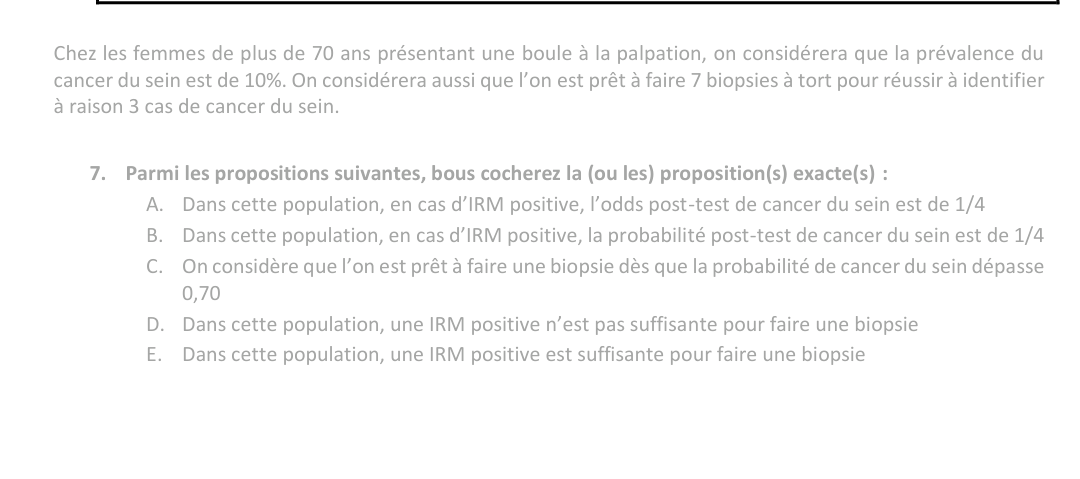 Chez les femmes de plus de 70 ans présentant une boule à la palpation, on considérera que la prévalence du
cancer du sein est de 10%. On considérera aussi que l’on est prêt à faire 7 biopsies à tort pour réussir à identifier
à raison 3 cas de cancer du sein.
7. Parmi les propositions suivantes, bous cocherez la (ou les) proposition(s) exacte(s) :
A. Dans cette population, en cas d’IRM positive, l’odds post-test de cancer du sein est de 1/4
B. Dans cette population, en cas d’IRM positive, la probabilité post-test de cancer du sein est de 1/4
C. On considère que l’on est prêt à faire une biopsie dès que la probabilité de cancer du sein dépasse
0,70
D. Dans cette population, une IRM positive n’est pas suffisante pour faire une biopsie
E. Dans cette population, une IRM positive est suffisante pour faire une biopsie